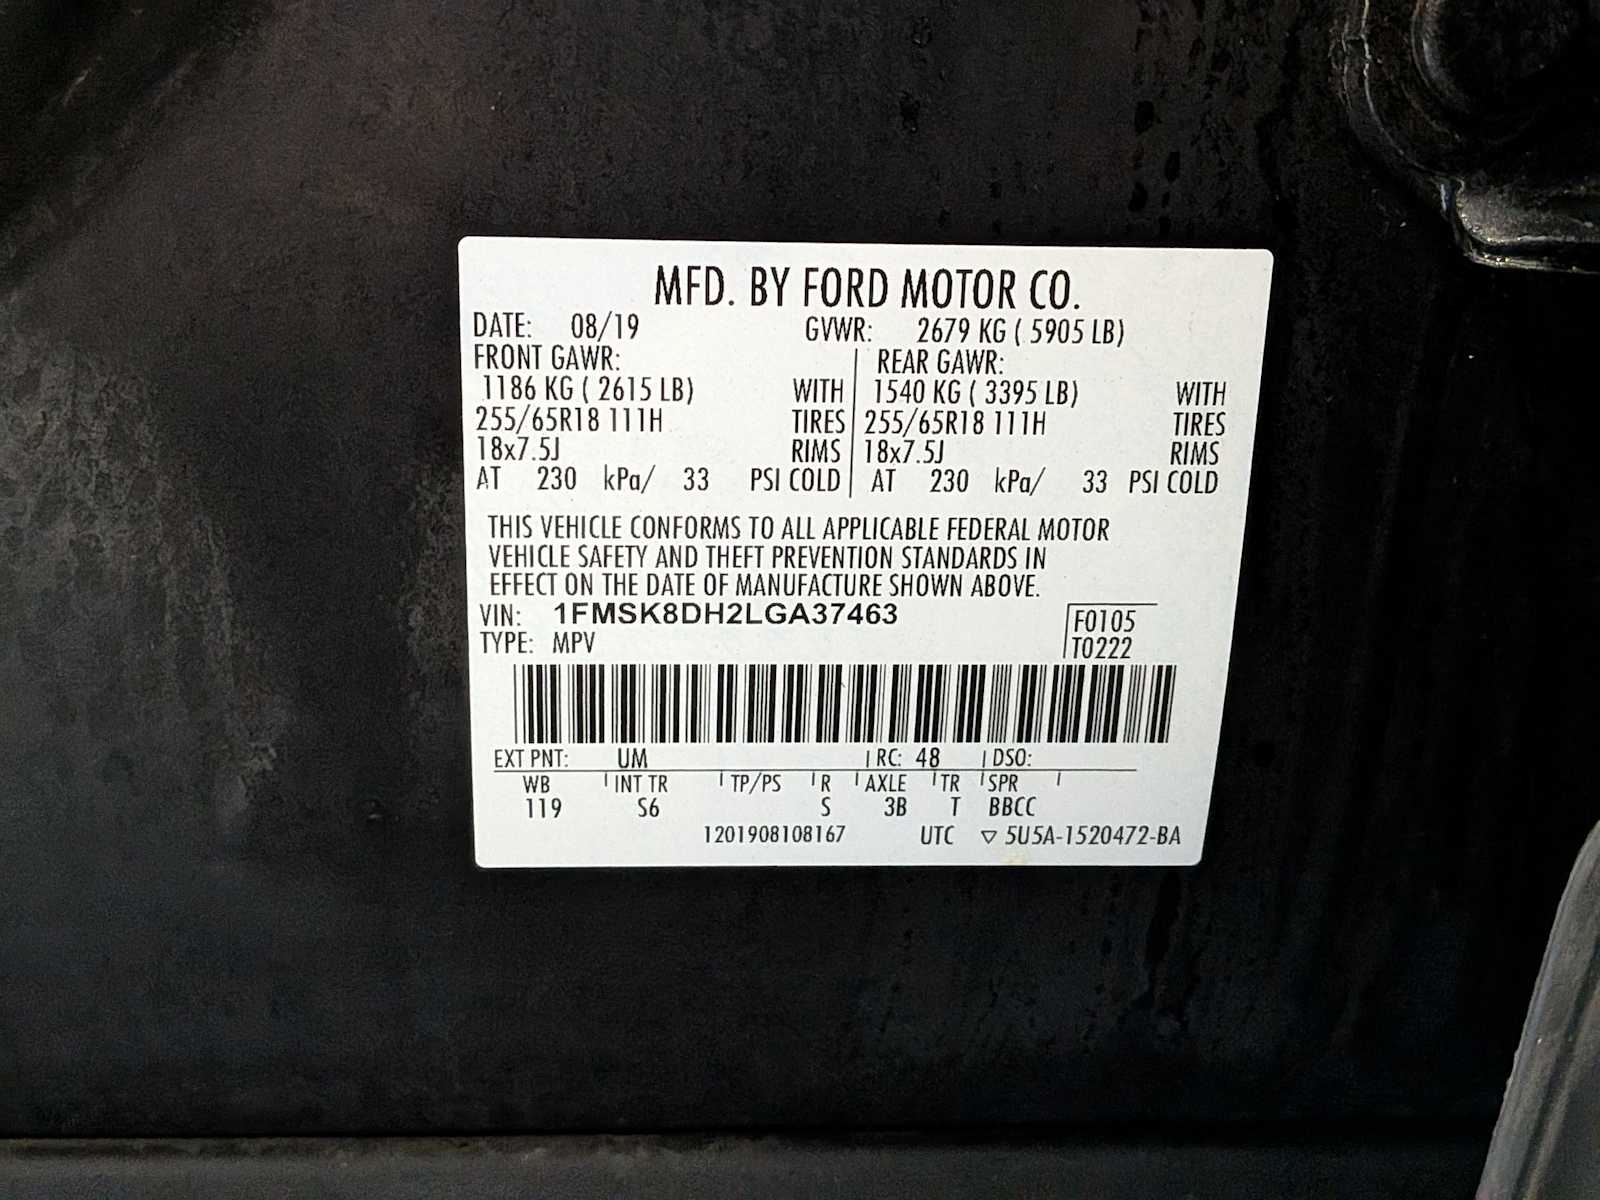 MFD. BY FORD MOTOR CO.
DATE: 08/19 GVWR: 2679 KG ( 5905 LB)
FRONT GAWR: REAR GAWR:
1186 KG ( 2615 LB) WITH 1540 KG ( 3395 LB) WITH
255/65R18 111H TIRES 255/65R18 111H TIRES
18x7.5J RIMS 18x7.5J RIMS
AT 230 kPa/ 33 PSI COLD AT 230 kPa/ 33 PSI COLD
THIS VEHICLE CONFORMS TO ALL APPLICABLE FEDERAL MOTOR
VEHICLE SAFETY AND THEFT PREVENTION STANDARDS IN
EFFECT ON THE DATE OF MANUFACTURE SHOWN ABOVE.
VIN: 1FMSK8DH2LGA37463 F0105
TYPE: MPV T0222
EXT PNT: UM RC: 48 DSO:
WB INT TR TP/PS R AXLE TR SPR
119 S6 S 3B T BBCC
1201908108167 UTC ▽ 5U5A-1520472-BA